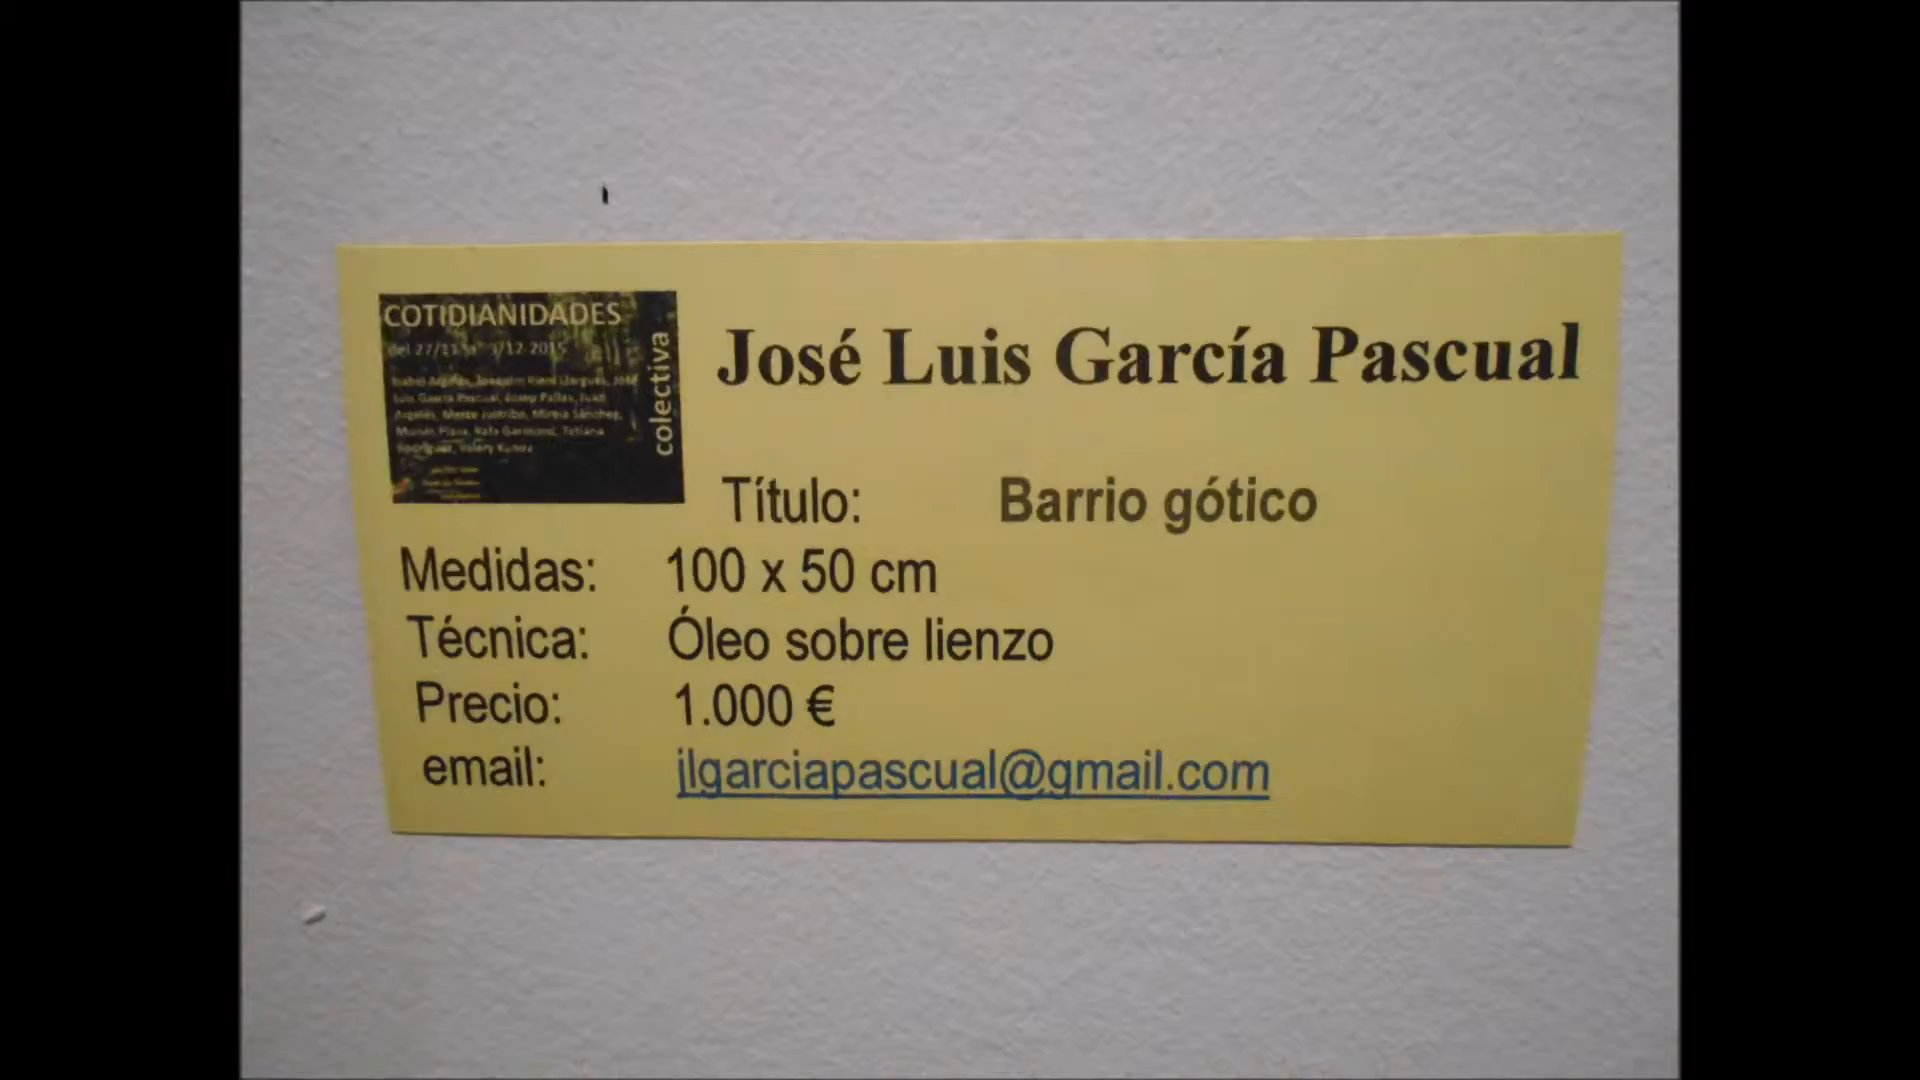 COTIDIANIDADES
colectiva
José Luis García Pascual
Título: Barrio gótico
Medidas: 100 x 50 cm
Técnica: Óleo sobre lienzo
Precio: 1.000 €
email: jlgarciapascual@gmail.com